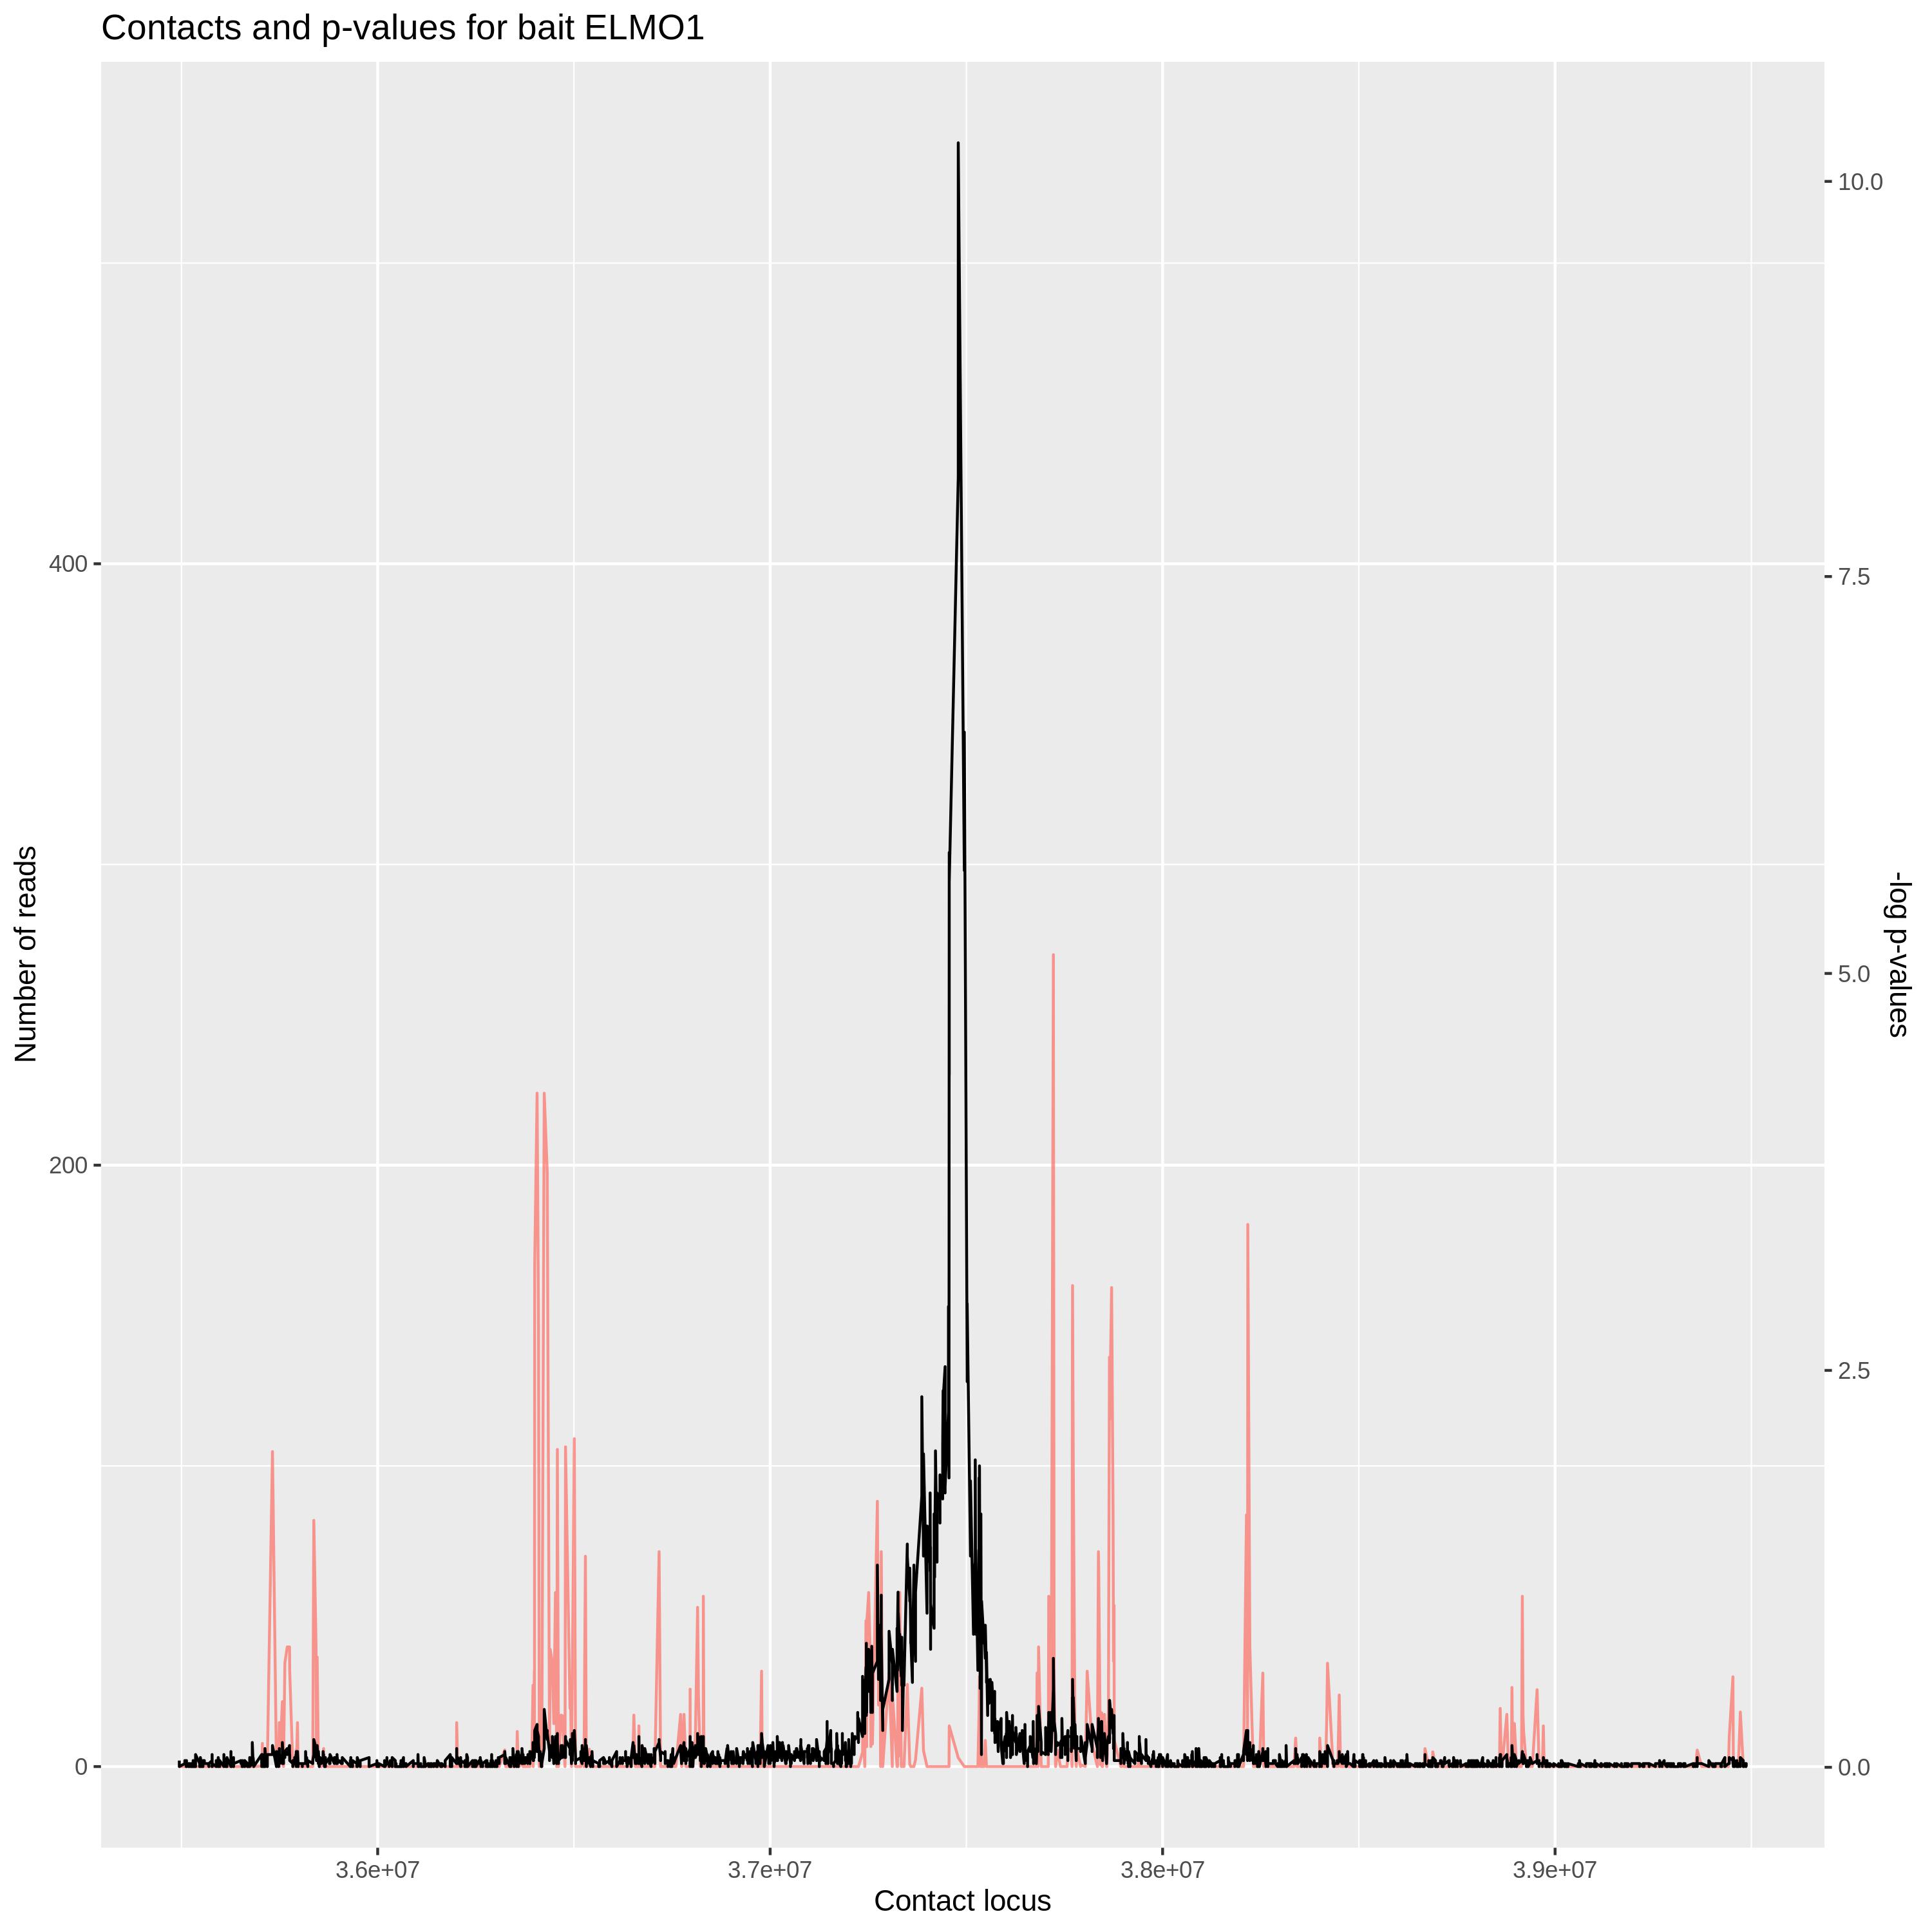 Contacts and p-values for bait ELMO1
Number of reads
400
200
0
10.0
7.5
5.0
2.5
0.0
-log p-values
3.6e+07
3.7e+07
3.8e+07
3.9e+07
Contact locus